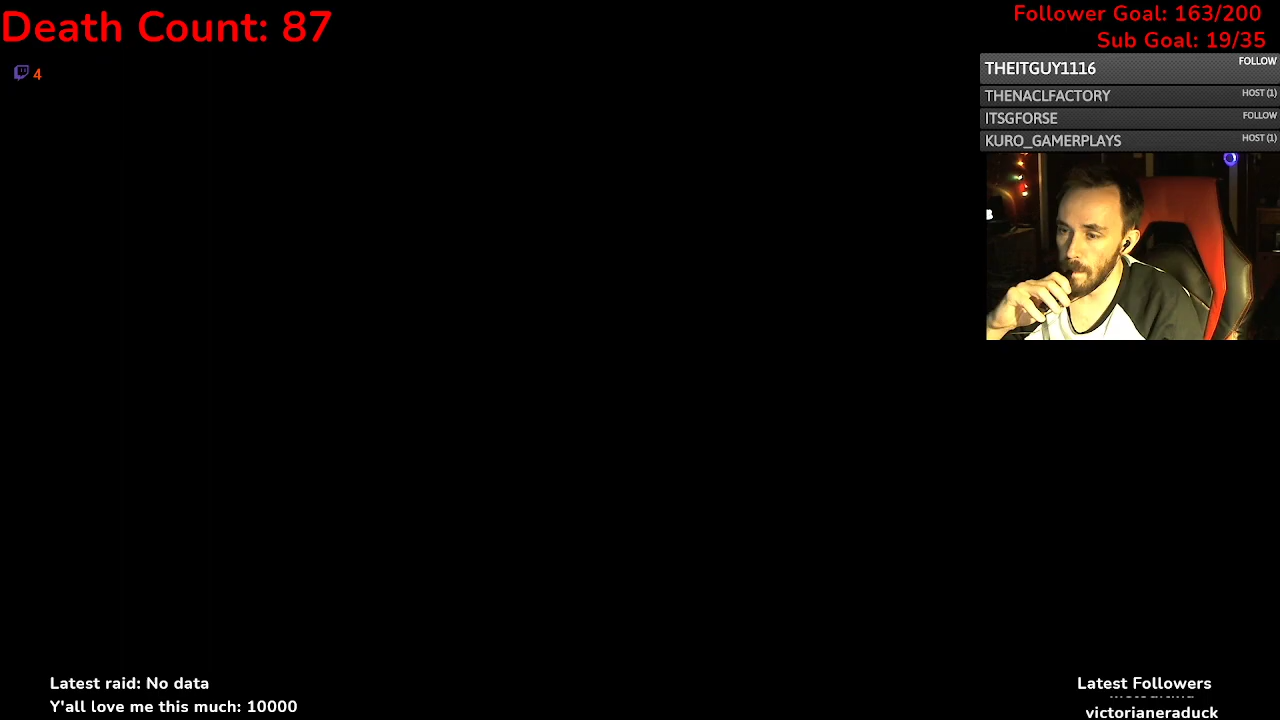 Death Count: 87
4
Follower Goal: 163/200
Sub Goal: 19/35
THEITGUY1116 FOLLOW
THENACLFACTORY HOST (1)
ITSGFORSE FOLLOW
KURO_GAMERPLAYS HOST (1)
Latest raid: No data
Y'all love me this much: 10000
Latest Followers
victorianeraduck